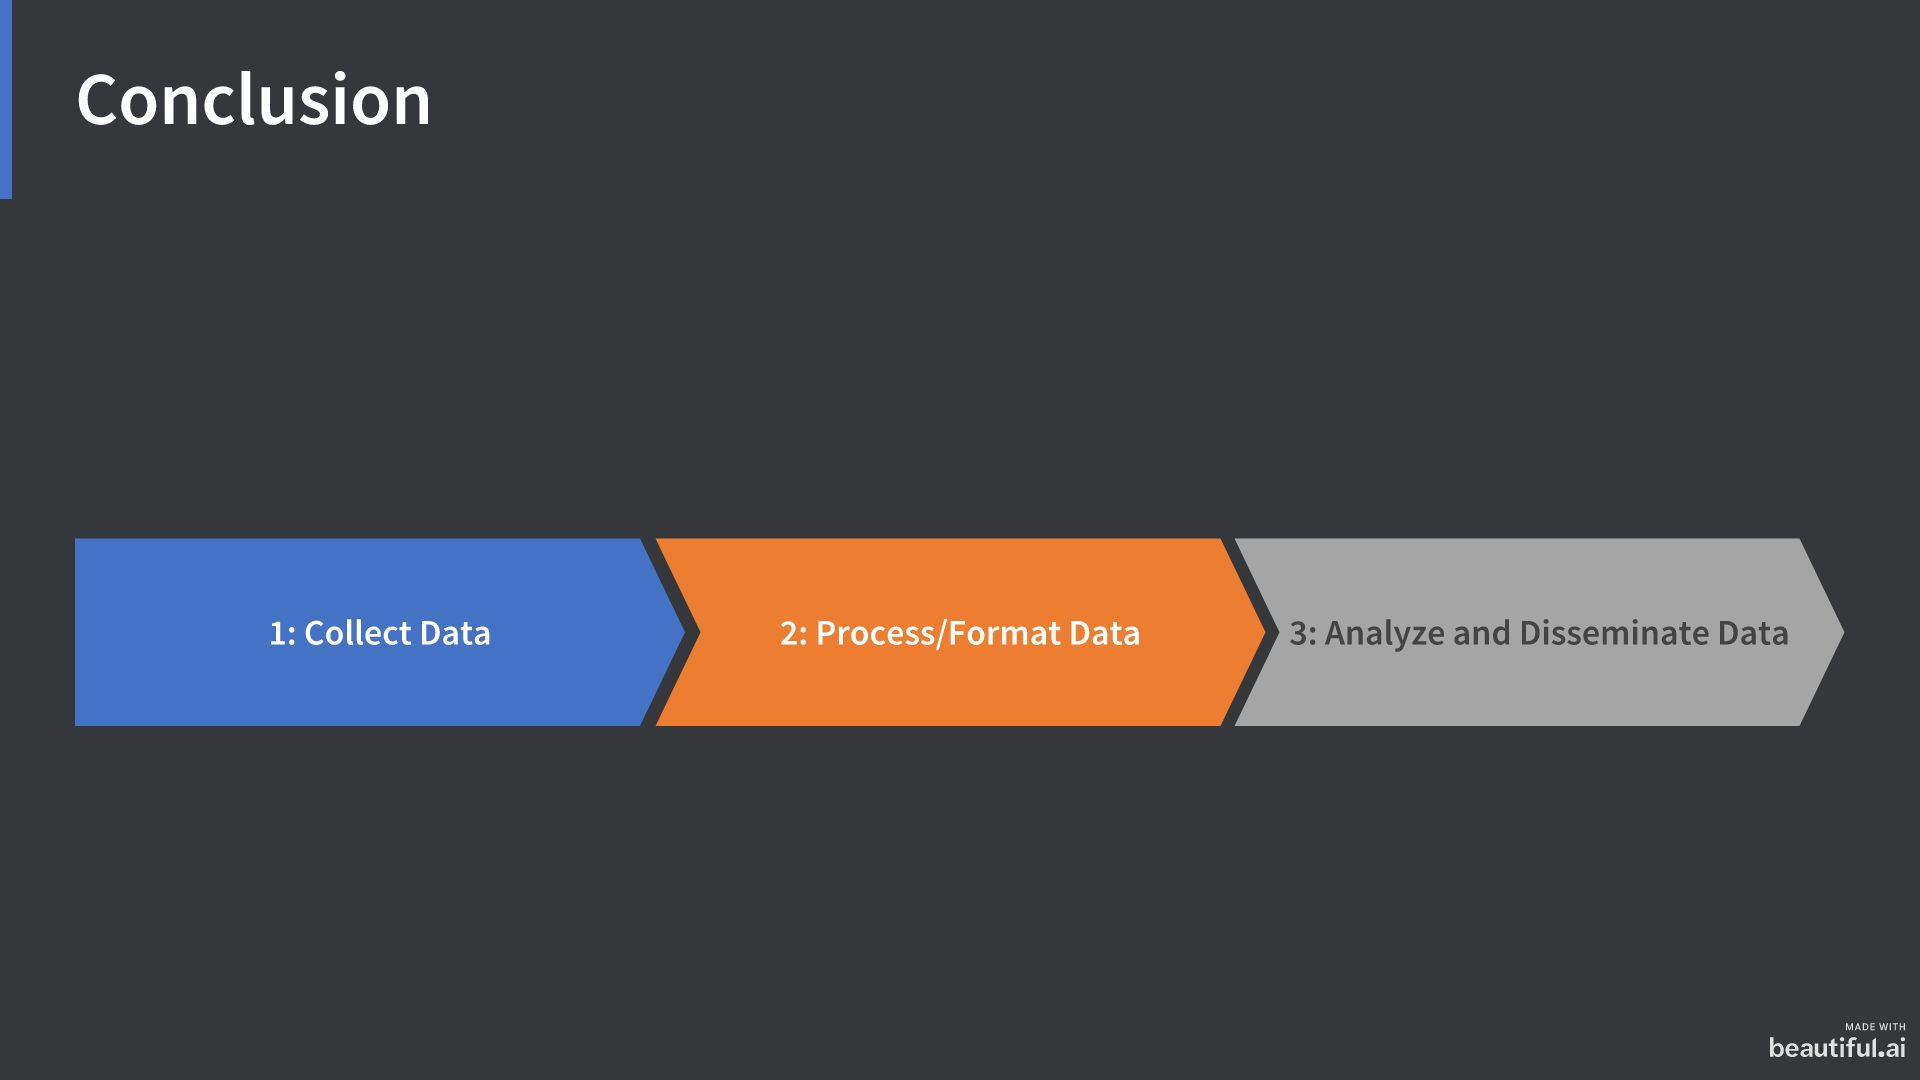 Conclusion
1: Collect Data
2: Process/Format Data
3: Analyze and Disseminate Data
MADE WITH
beautiful.ai